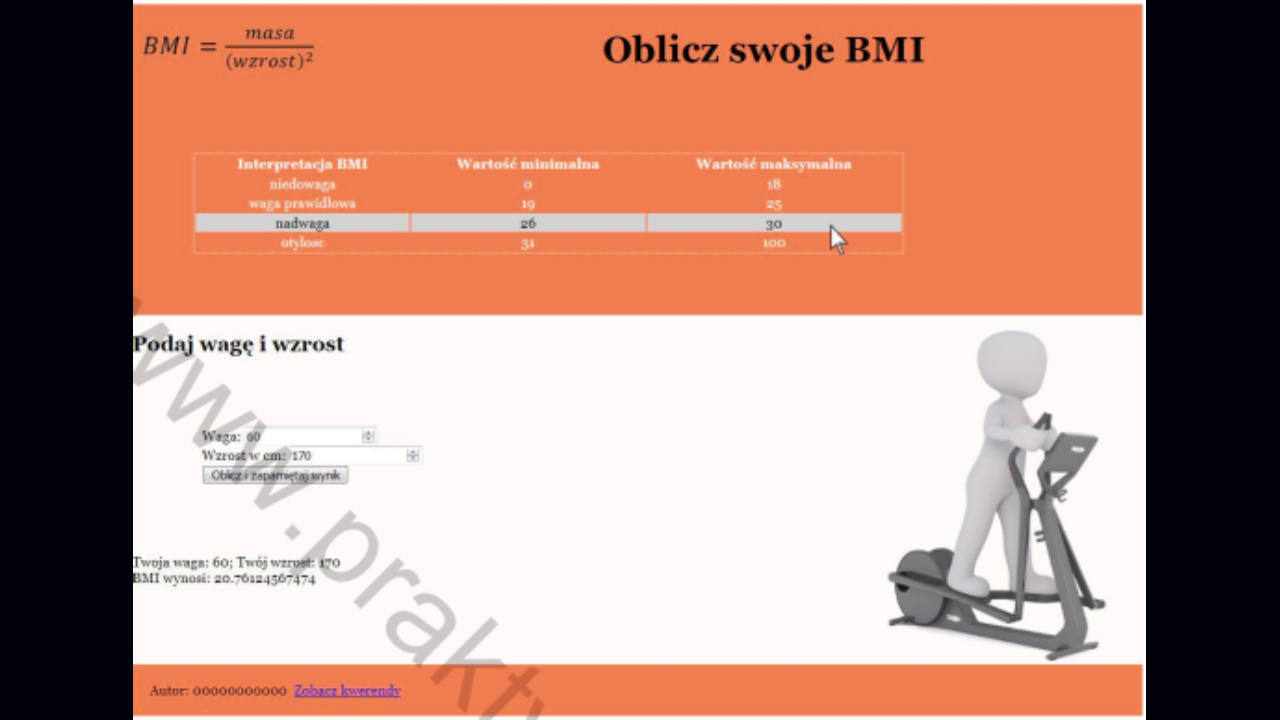 BMI = masa / (wzrost)²
Oblicz swoje BMI
Interpretacja BMI Wartość minimalna Wartość maksymalna
niedowaga 0 18
waga prawidlowa 19 25
nadwaga 26 30
otylosc 31 100
Podaj wagę i wzrost
Waga: 60
Wzrost w cm: 170
Oblicz i zapamiętaj wynik
Twoja waga: 60; Twój wzrost: 170
BMI wynosi: 20.76124567474
Autor: 00000000000 Zobacz kwerendy
www.prakt